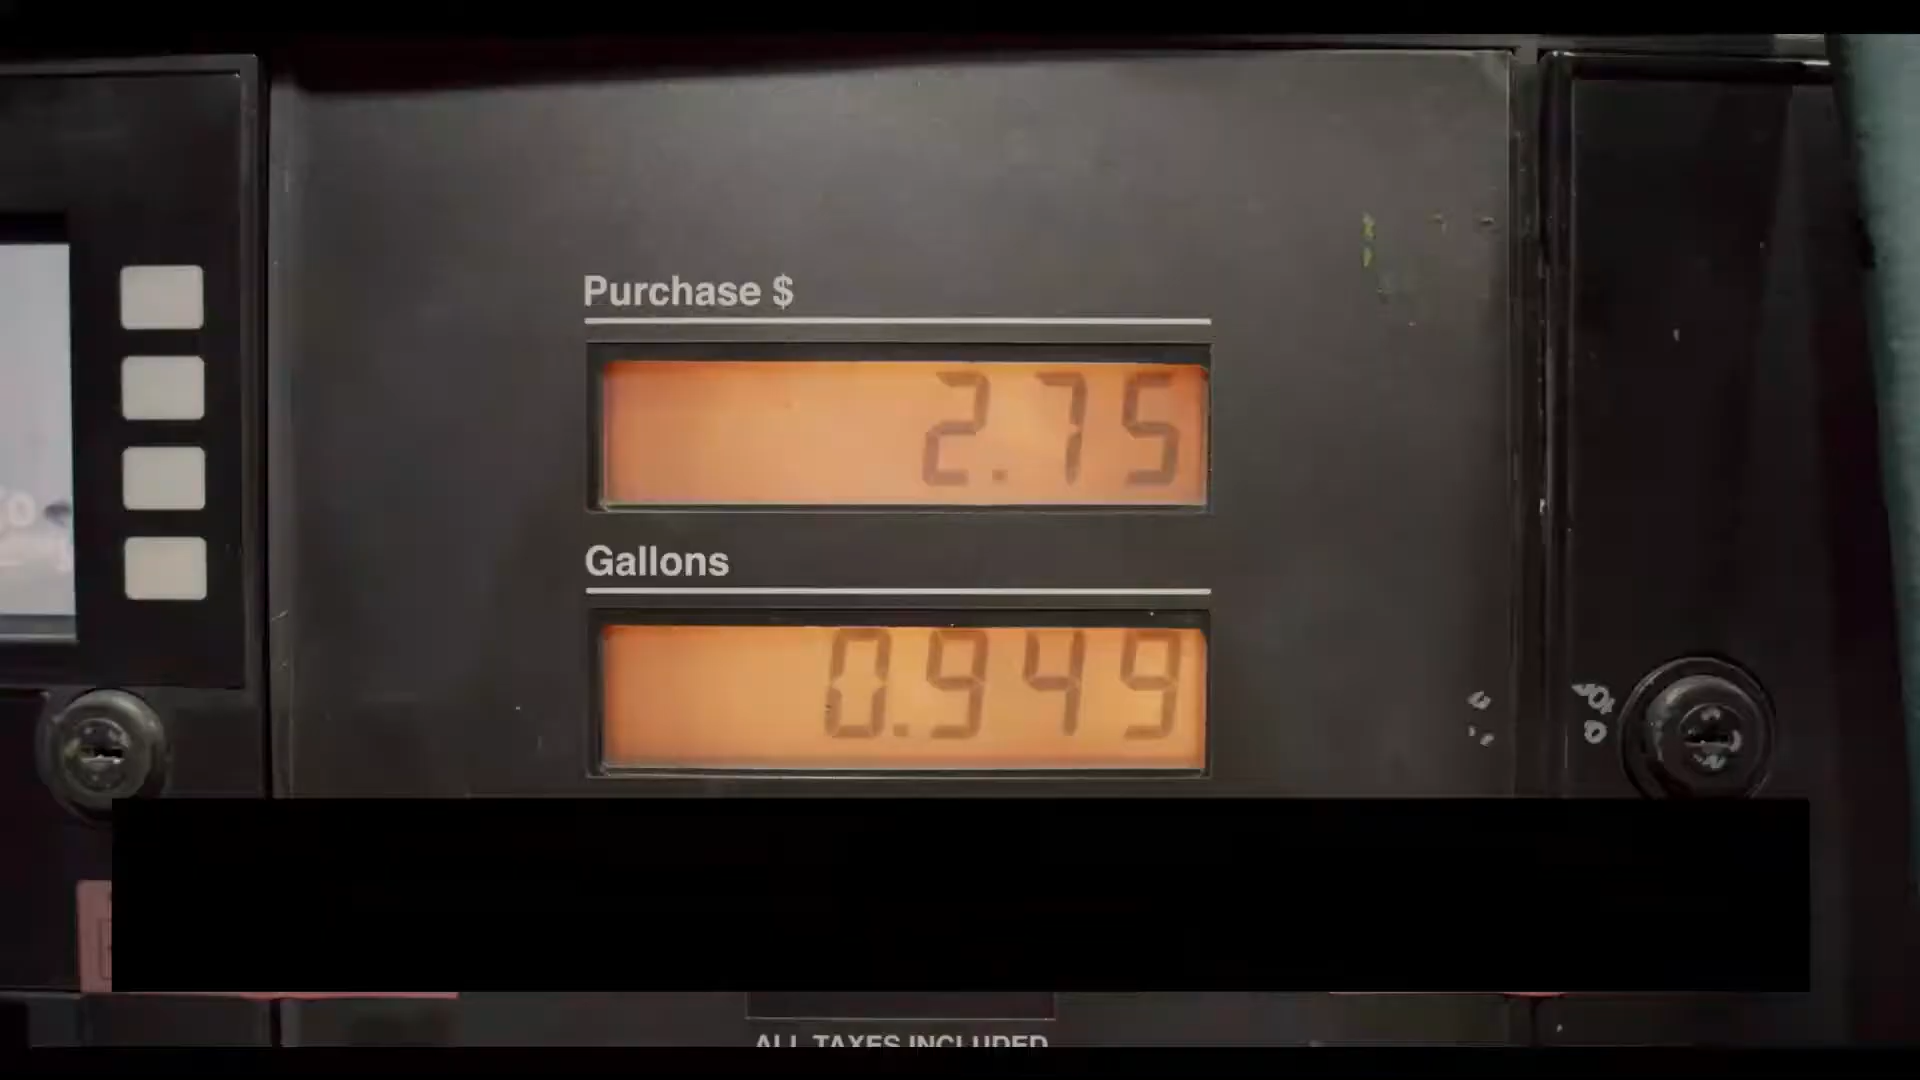 Purchase $
2.75
Gallons
0.949
ALL TAXES INCLUDED